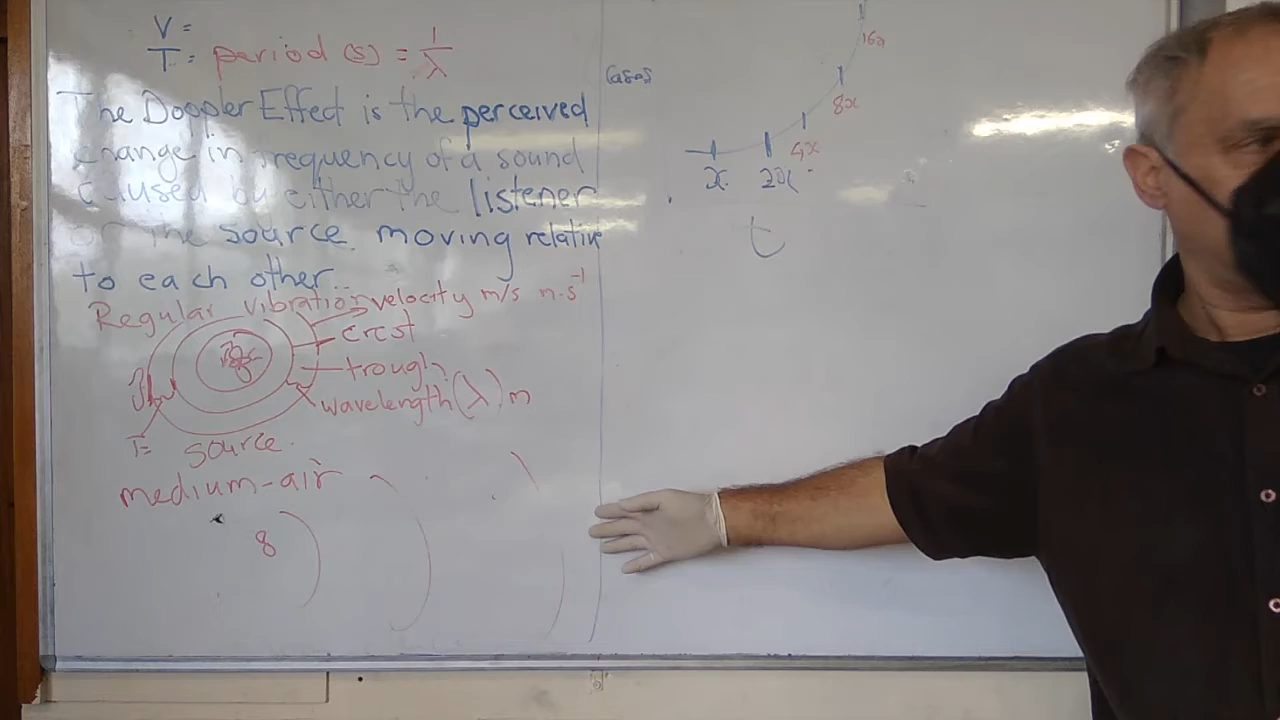 V =
T = period (s) = 1/λ
The Doppler Effect is the perceived
change in frequency of a sound
caused by either the listener
or the source moving relative
to each other..
Regular vibration velocity m/s m.s⁻¹
crest
trough
wavelength (λ) m
T= source.
medium-air
8
Cases
16x
8x
4x
x. 2x
t